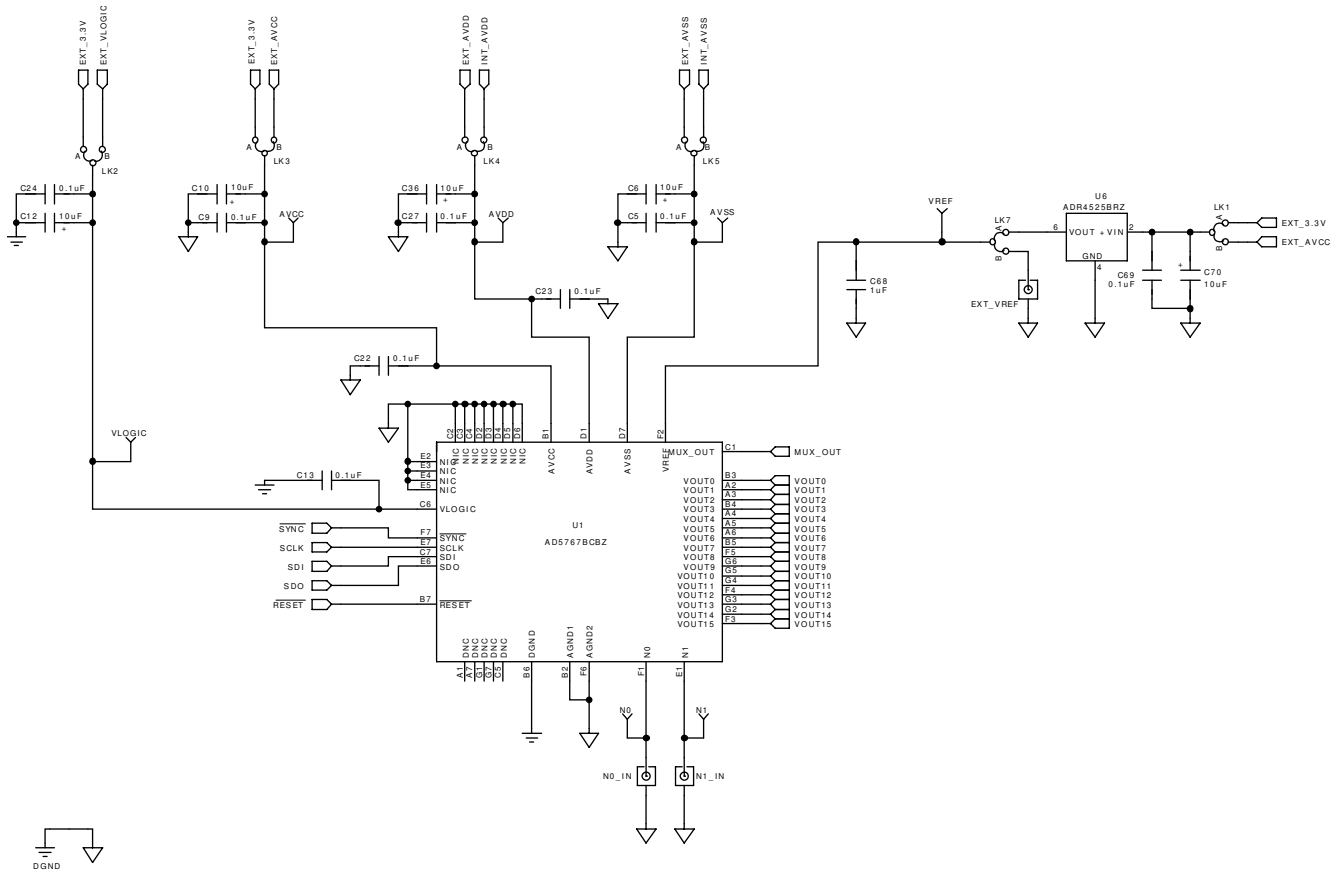 EXT_3.3V
EXT_VLOGIC
EXT_3.3V
EXT_AVCC
EXT_AVDD
INT_AVDD
EXT_AVSS
INT_AVSS
A B
LK2
A B
LK3
A B
LK4
A B
LK5
C24 0.1uF
C12 10uF
+
C10 10uF
+
C9 0.1uF
AVCC
C36 10uF
+
C27 0.1uF
AVDD
C6 10uF
+
C5 0.1uF
AVSS
VREF
LK7
A
B
EXT_VREF
U6
ADR4525BRZ
6 VOUT + VIN 2
GND
4
LK1
A
B
EXT_3.3V
EXT_AVCC
C68
1uF
C69
0.1uF
+
C70
10uF
C23 0.1uF
C22 0.1uF
VLOGIC
C13 0.1uF
C2
C3
C4
D2
D3
D4
D5
D6
NIC
NIC
NIC
NIC
NIC
NIC
NIC
NIC
B1
AVCC
D1
AVDD
D7
AVSS
F2
VREF
E2 NIC
E3 NIC
E4 NIC
E5 NIC
C6 VLOGIC
SYNC F7 SYNC
SCLK E7 SCLK
SDI C7 SDI
SDO E6 SDO
RESET B7 RESET
U1
AD5767BCBZ
MUX_OUT C1 MUX_OUT
VOUT0 B3 VOUT0
VOUT1 A2 VOUT1
VOUT2 A3 VOUT2
VOUT3 B4 VOUT3
VOUT4 A4 VOUT4
VOUT5 A5 VOUT5
VOUT6 A6 VOUT6
VOUT7 B5 VOUT7
VOUT8 F5 VOUT8
VOUT9 G6 VOUT9
VOUT10 G5 VOUT10
VOUT11 G4 VOUT11
VOUT12 F4 VOUT12
VOUT13 G3 VOUT13
VOUT14 G2 VOUT14
VOUT15 F3 VOUT15
DNC
DNC
DNC
DNC
DNC
A1
A7
G1
G7
C5
DGND
B6
AGND1
B2
AGND2
F6
N0
F1
N1
E1
N0
N1
N0_IN
N1_IN
DGND